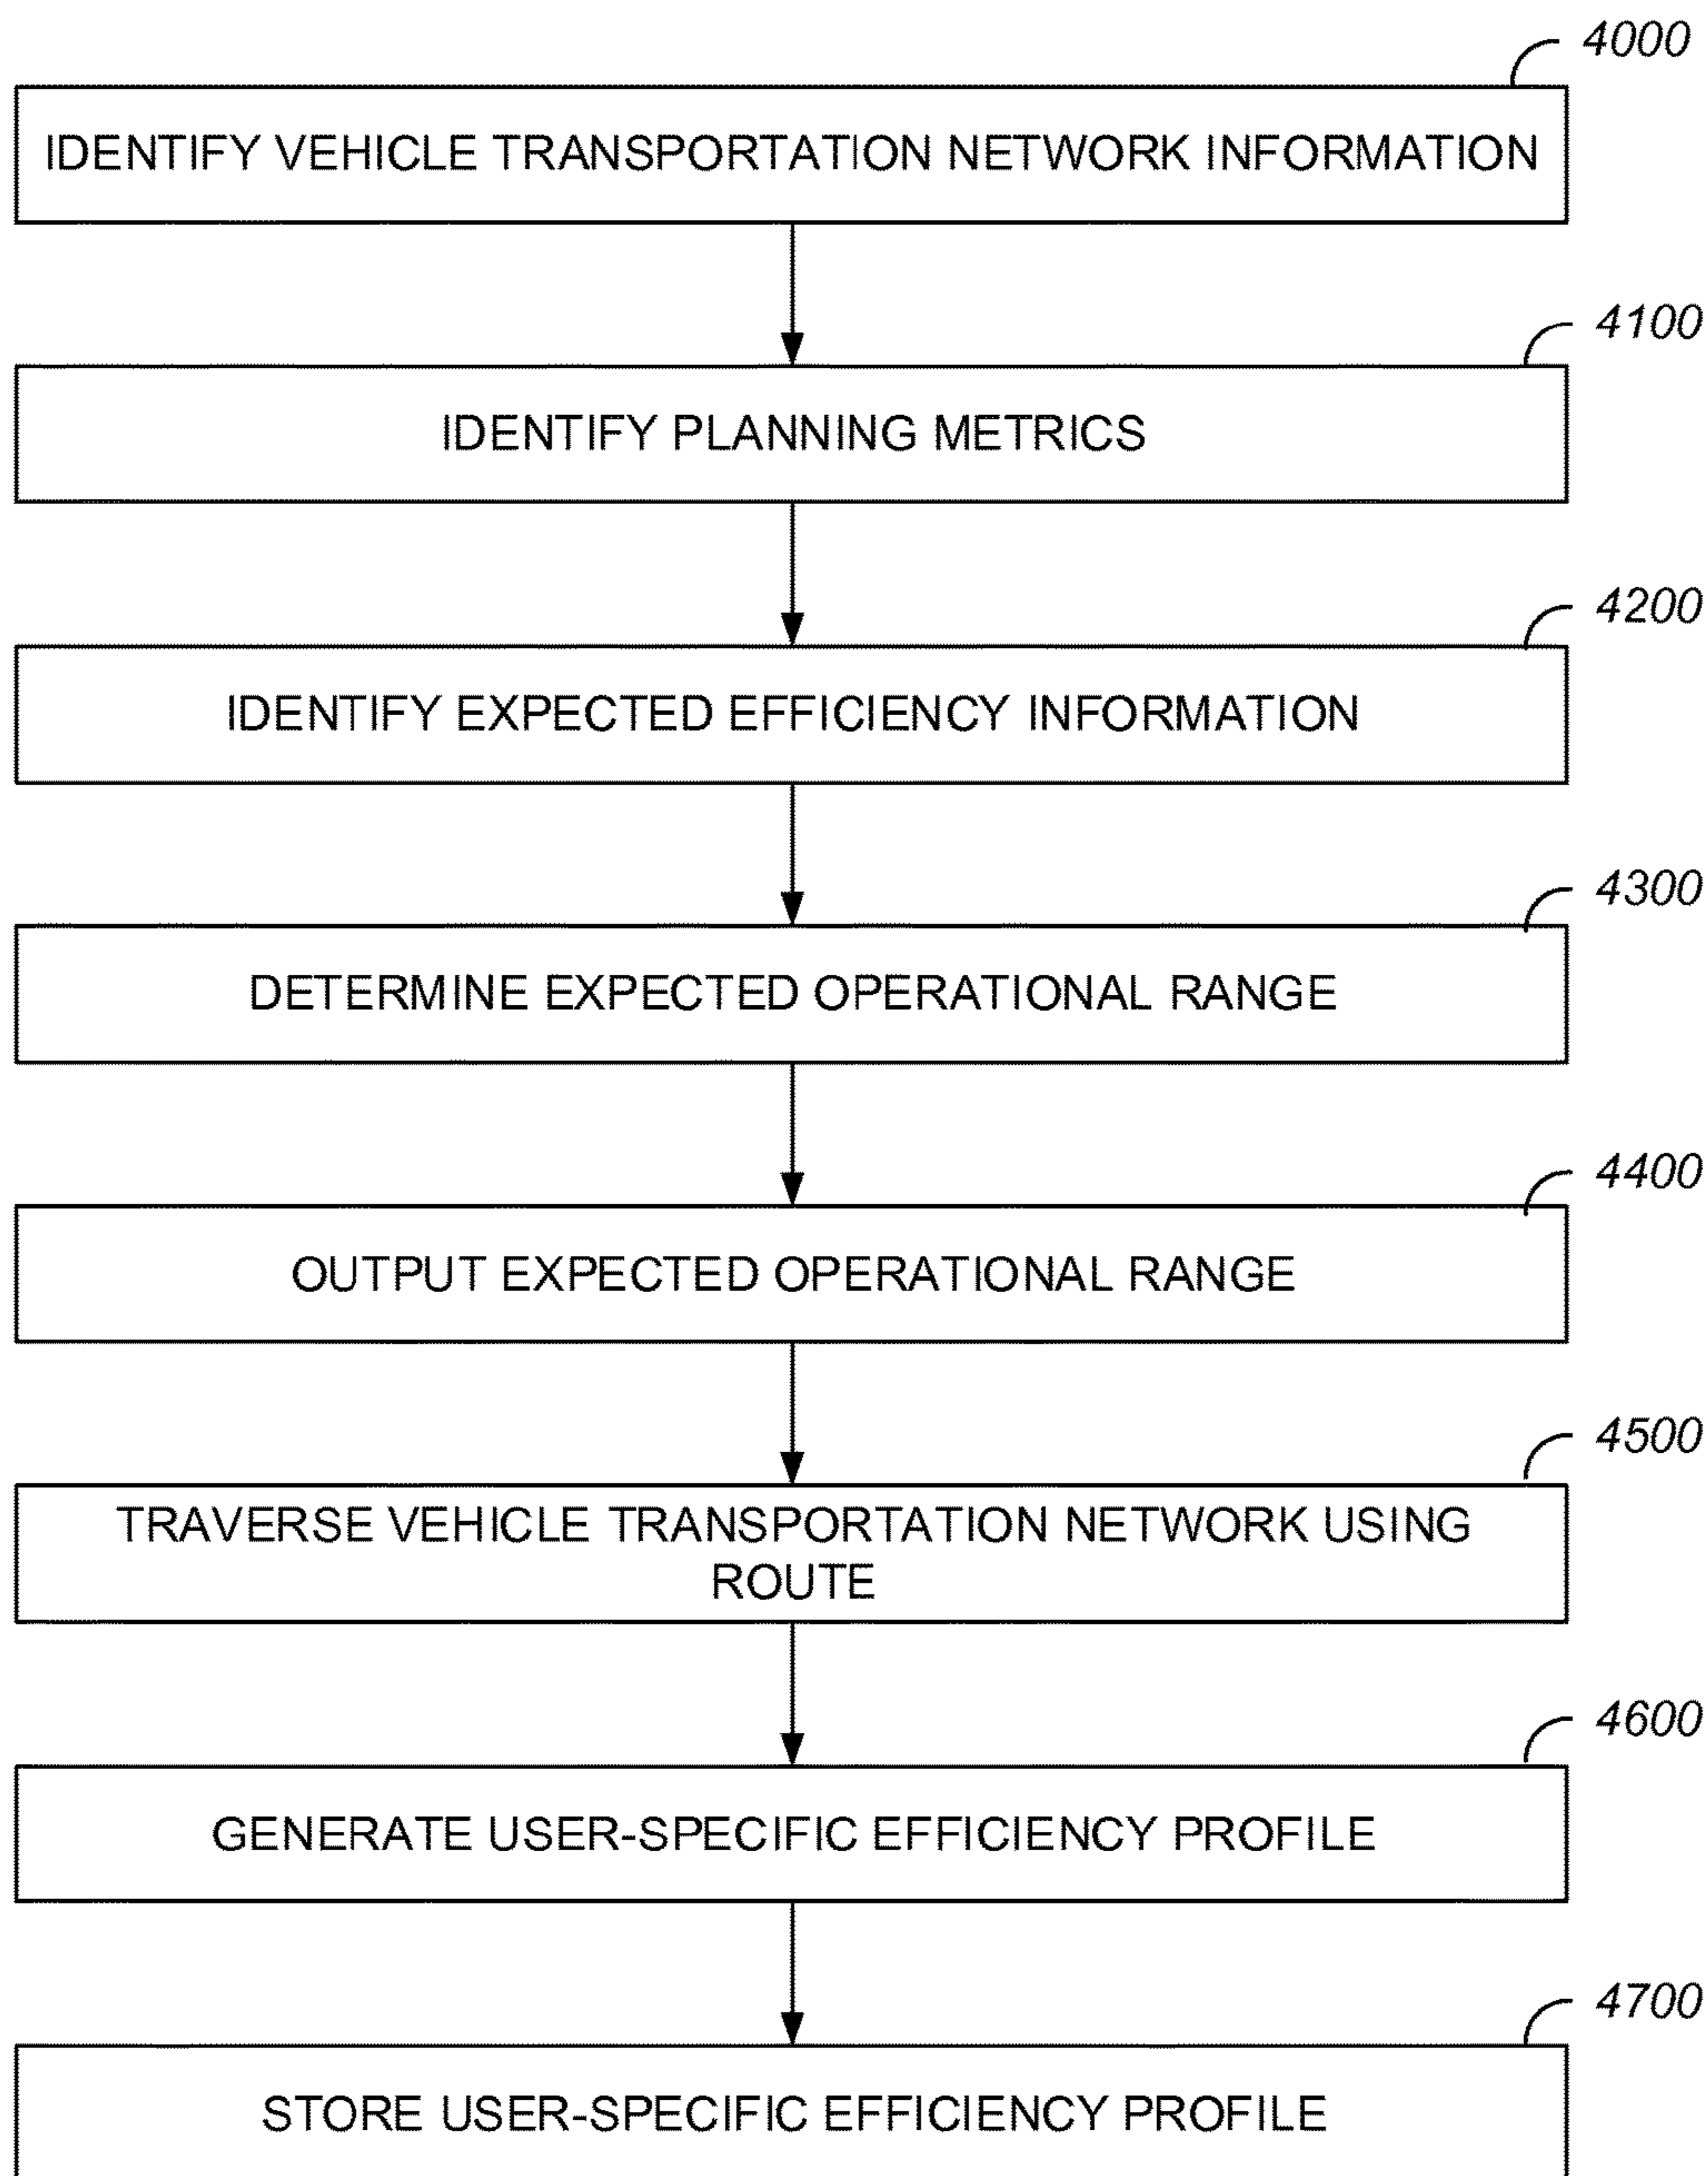 4000
IDENTIFY VEHICLE TRANSPORTATION NETWORK INFORMATION
4100
IDENTIFY PLANNING METRICS
4200
IDENTIFY EXPECTED EFFICIENCY INFORMATION
4300
DETERMINE EXPECTED OPERATIONAL RANGE
4400
OUTPUT EXPECTED OPERATIONAL RANGE
4500
TRAVERSE VEHICLE TRANSPORTATION NETWORK USING
ROUTE
4600
GENERATE USER-SPECIFIC EFFICIENCY PROFILE
4700
STORE USER-SPECIFIC EFFICIENCY PROFILE